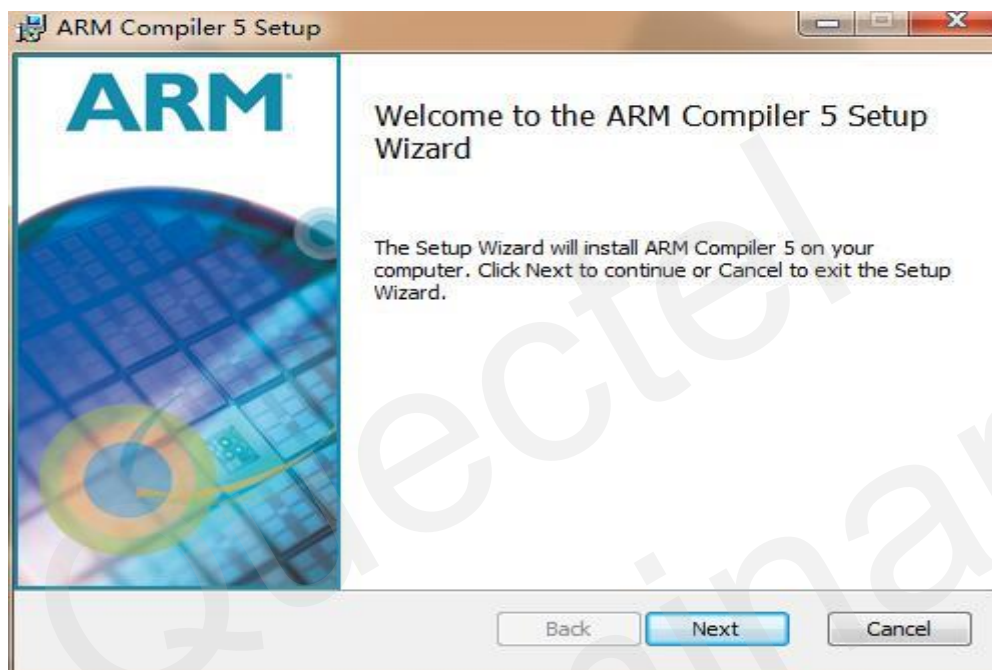 ARM Compiler 5 Setup
ARM
Welcome to the ARM Compiler 5 Setup
Wizard
The Setup Wizard will install ARM Compiler 5 on your
computer. Click Next to continue or Cancel to exit the Setup
Wizard.
Back
Next
Cancel
Quectel